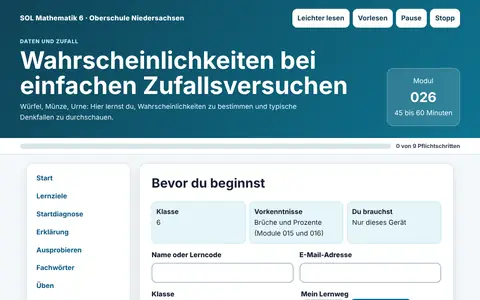 SOL Mathematik 6 · Oberschule Niedersachsen
Leichter lesen
Vorlesen
Pause
Stopp
DATEN UND ZUFALL
Wahrscheinlichkeiten bei
einfachen Zufallsversuchen
Würfel, Münze, Urne: Hier lernst du, Wahrscheinlichkeiten zu bestimmen und typische
Denkfallen zu durchschauen.
Modul
026
45 bis 60 Minuten
0 von 9 Pflichtschritten
Start
Lernziele
Startdiagnose
Erklärung
Ausprobieren
Fachwörter
Üben
Bevor du beginnst
Klasse
6
Vorkenntnisse
Brüche und Prozente
(Module 015 und 016)
Du brauchst
Nur dieses Gerät
Name oder Lerncode
E-Mail-Adresse
Klasse
Mein Lernweg